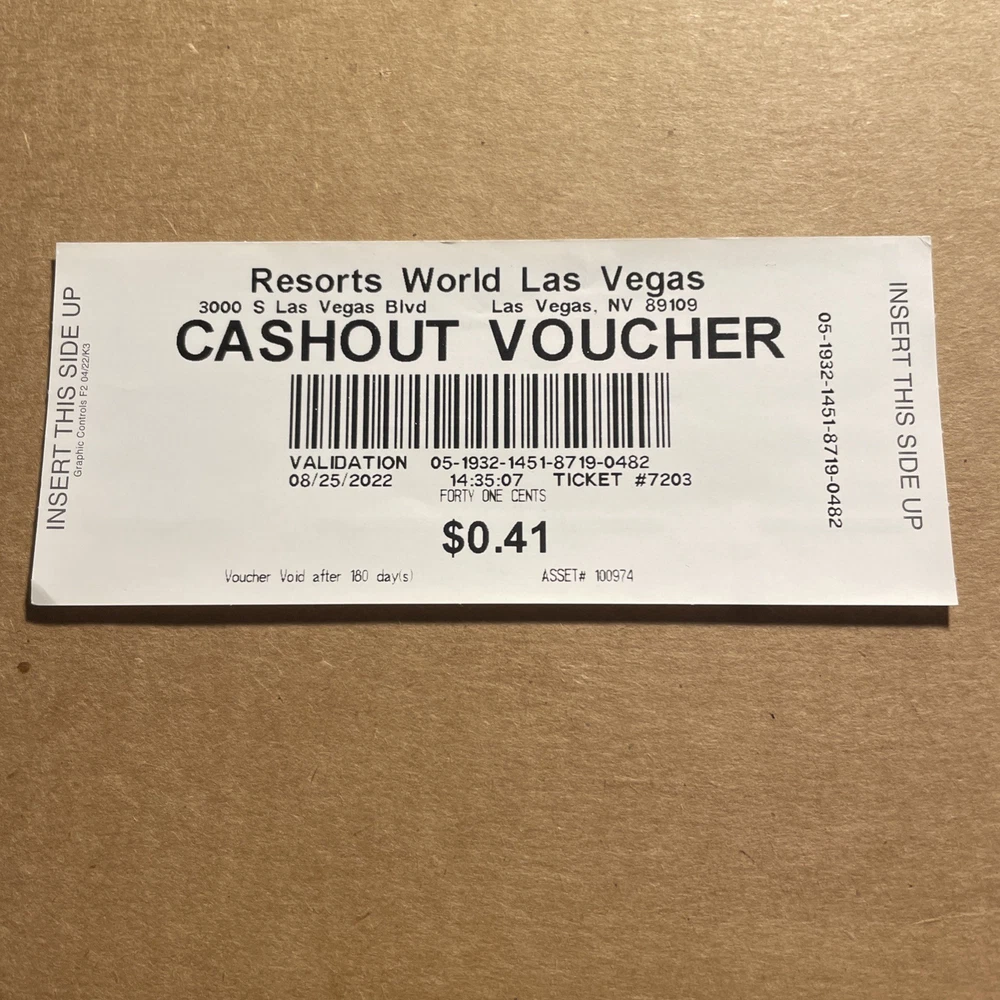 Resorts World Las Vegas
3000 S Las Vegas Blvd Las Vegas, NV 89109
CASHOUT VOUCHER
VALIDATION 05-1932-1451-8719-0482
08/25/2022 14:35:07 TICKET #7203
FORTY ONE CENTS
$0.41
Voucher Void after 180 day(s) ASSET# 100974
INSERT THIS SIDE UP
Graphic Controls F2 04/22/K3
05-1932-1451-8719-0482
INSERT THIS SIDE UP